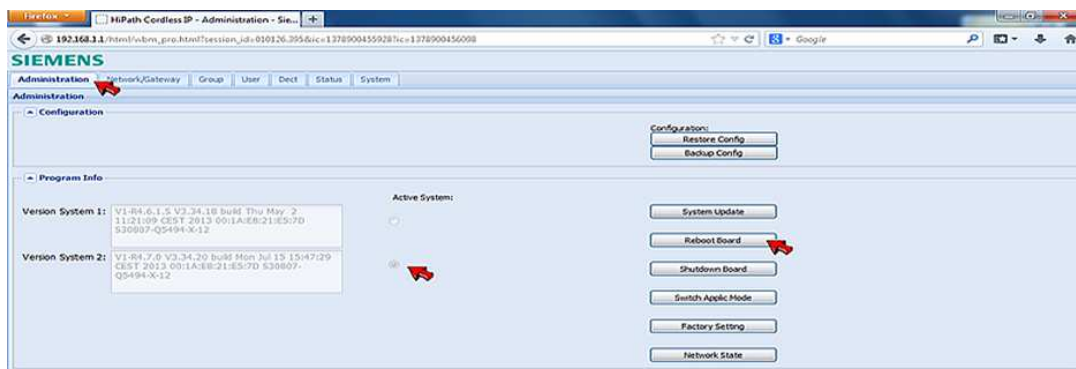 Firefox
HiPath Cordless IP - Administration - Sie...
192.168.1.1/html/wbm_pro.html?session_id=010126.395&ic=1378900455928?ic=1378900456098
Google
SIEMENS
Administration Network/Gateway Group User Dect Status System
Administration
Configuration
Configuration:
Restore Config
Backup Config
Program Info
Active System:
Version System 1: V1-R4.6.1.5 V3.34.18 build Thu May 2
11:21:09 CEST 2013 00:1A:E8:21:E5:7D
S30807-Q5494-X-12
System Update
Reboot Board
Version System 2: V1-R4.7.0 V3.34.20 build Mon Jul 15 15:47:29
CEST 2013 00:1A:E8:21:E5:7D S30807-
Q5494-X-12
Shutdown Board
Switch Applic Mode
Factory Setting
Network State